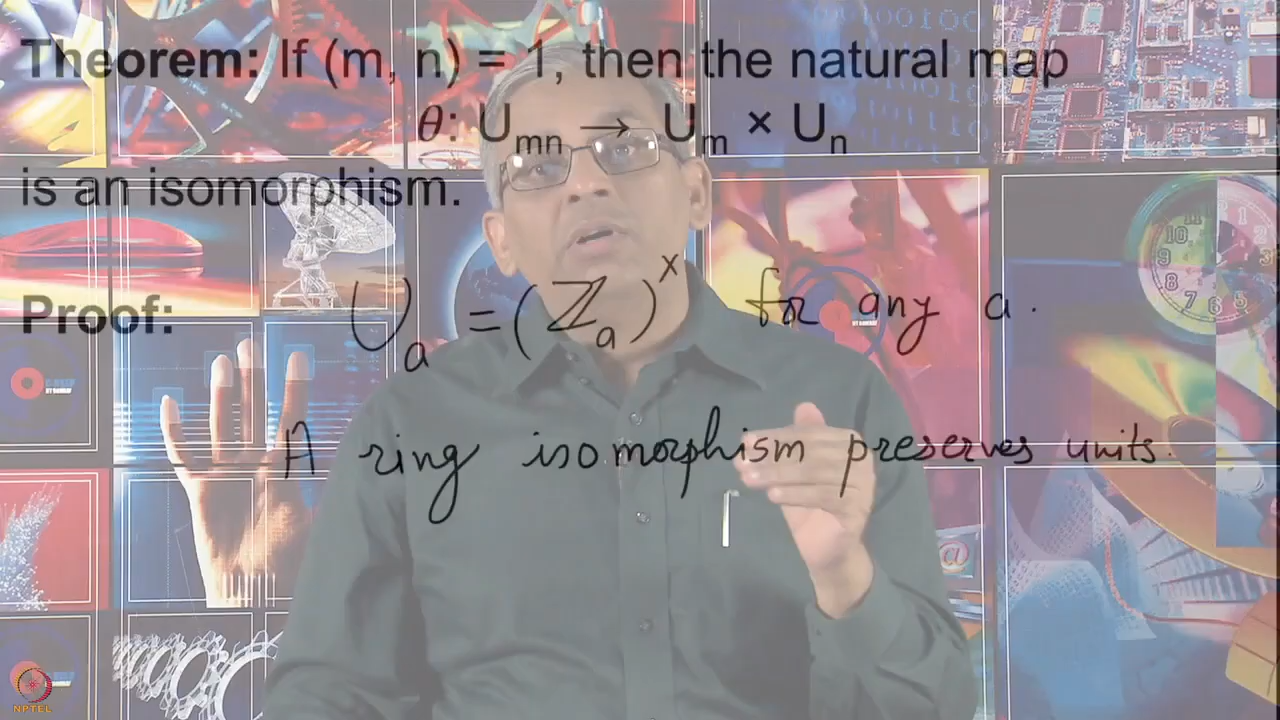 Theorem: If (m, n) = 1, then the natural map
θ: Uₘₙ → Uₘ × Uₙ
is an isomorphism.
Proof: Uₐ = (ℤₐ)ˣ for any a.
A ring isomorphism preserves units.
@
NPTEL